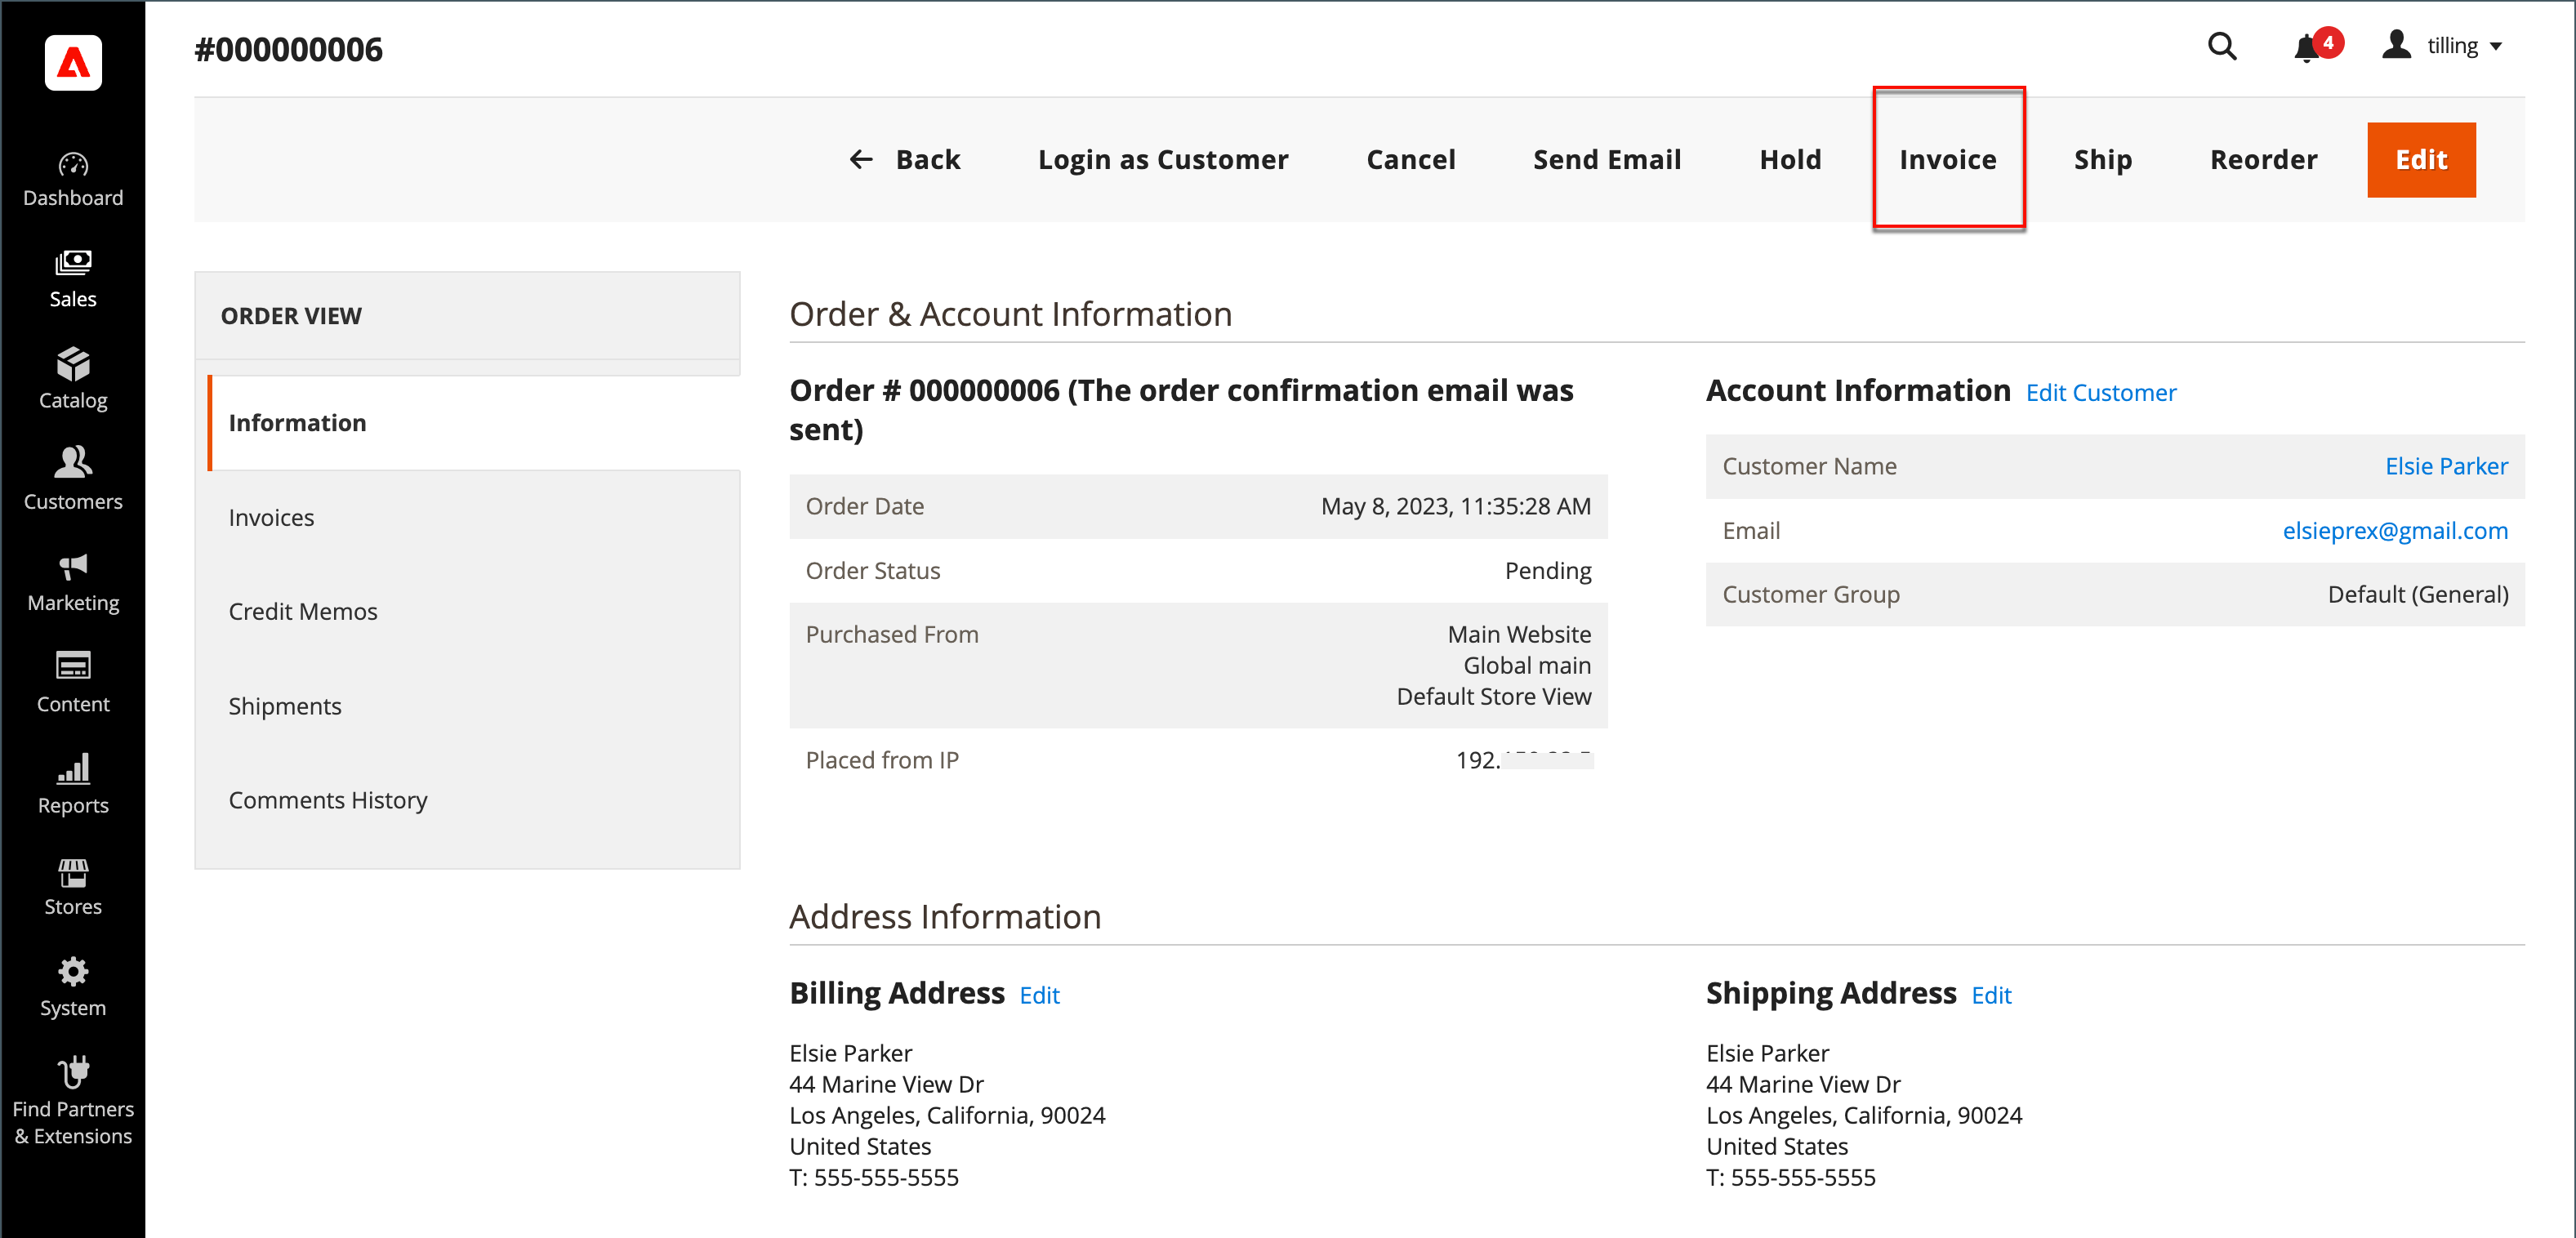 #000000006
4
tilling
Back
Login as Customer
Cancel
Send Email
Hold
Invoice
Ship
Reorder
Edit
Dashboard
Sales
Catalog
Customers
Marketing
Content
Reports
Stores
System
Find Partners
& Extensions
ORDER VIEW
Information
Invoices
Credit Memos
Shipments
Comments History
Order & Account Information
Order # 000000006 (The order confirmation email was
sent)
Order Date May 8, 2023, 11:35:28 AM
Order Status Pending
Purchased From Main Website
Global main
Default Store View
Placed from IP 192.
Account Information Edit Customer
Customer Name Elsie Parker
Email elsieprex@gmail.com
Customer Group Default (General)
Address Information
Billing Address Edit
Elsie Parker
44 Marine View Dr
Los Angeles, California, 90024
United States
T: 555-555-5555
Shipping Address Edit
Elsie Parker
44 Marine View Dr
Los Angeles, California, 90024
United States
T: 555-555-5555